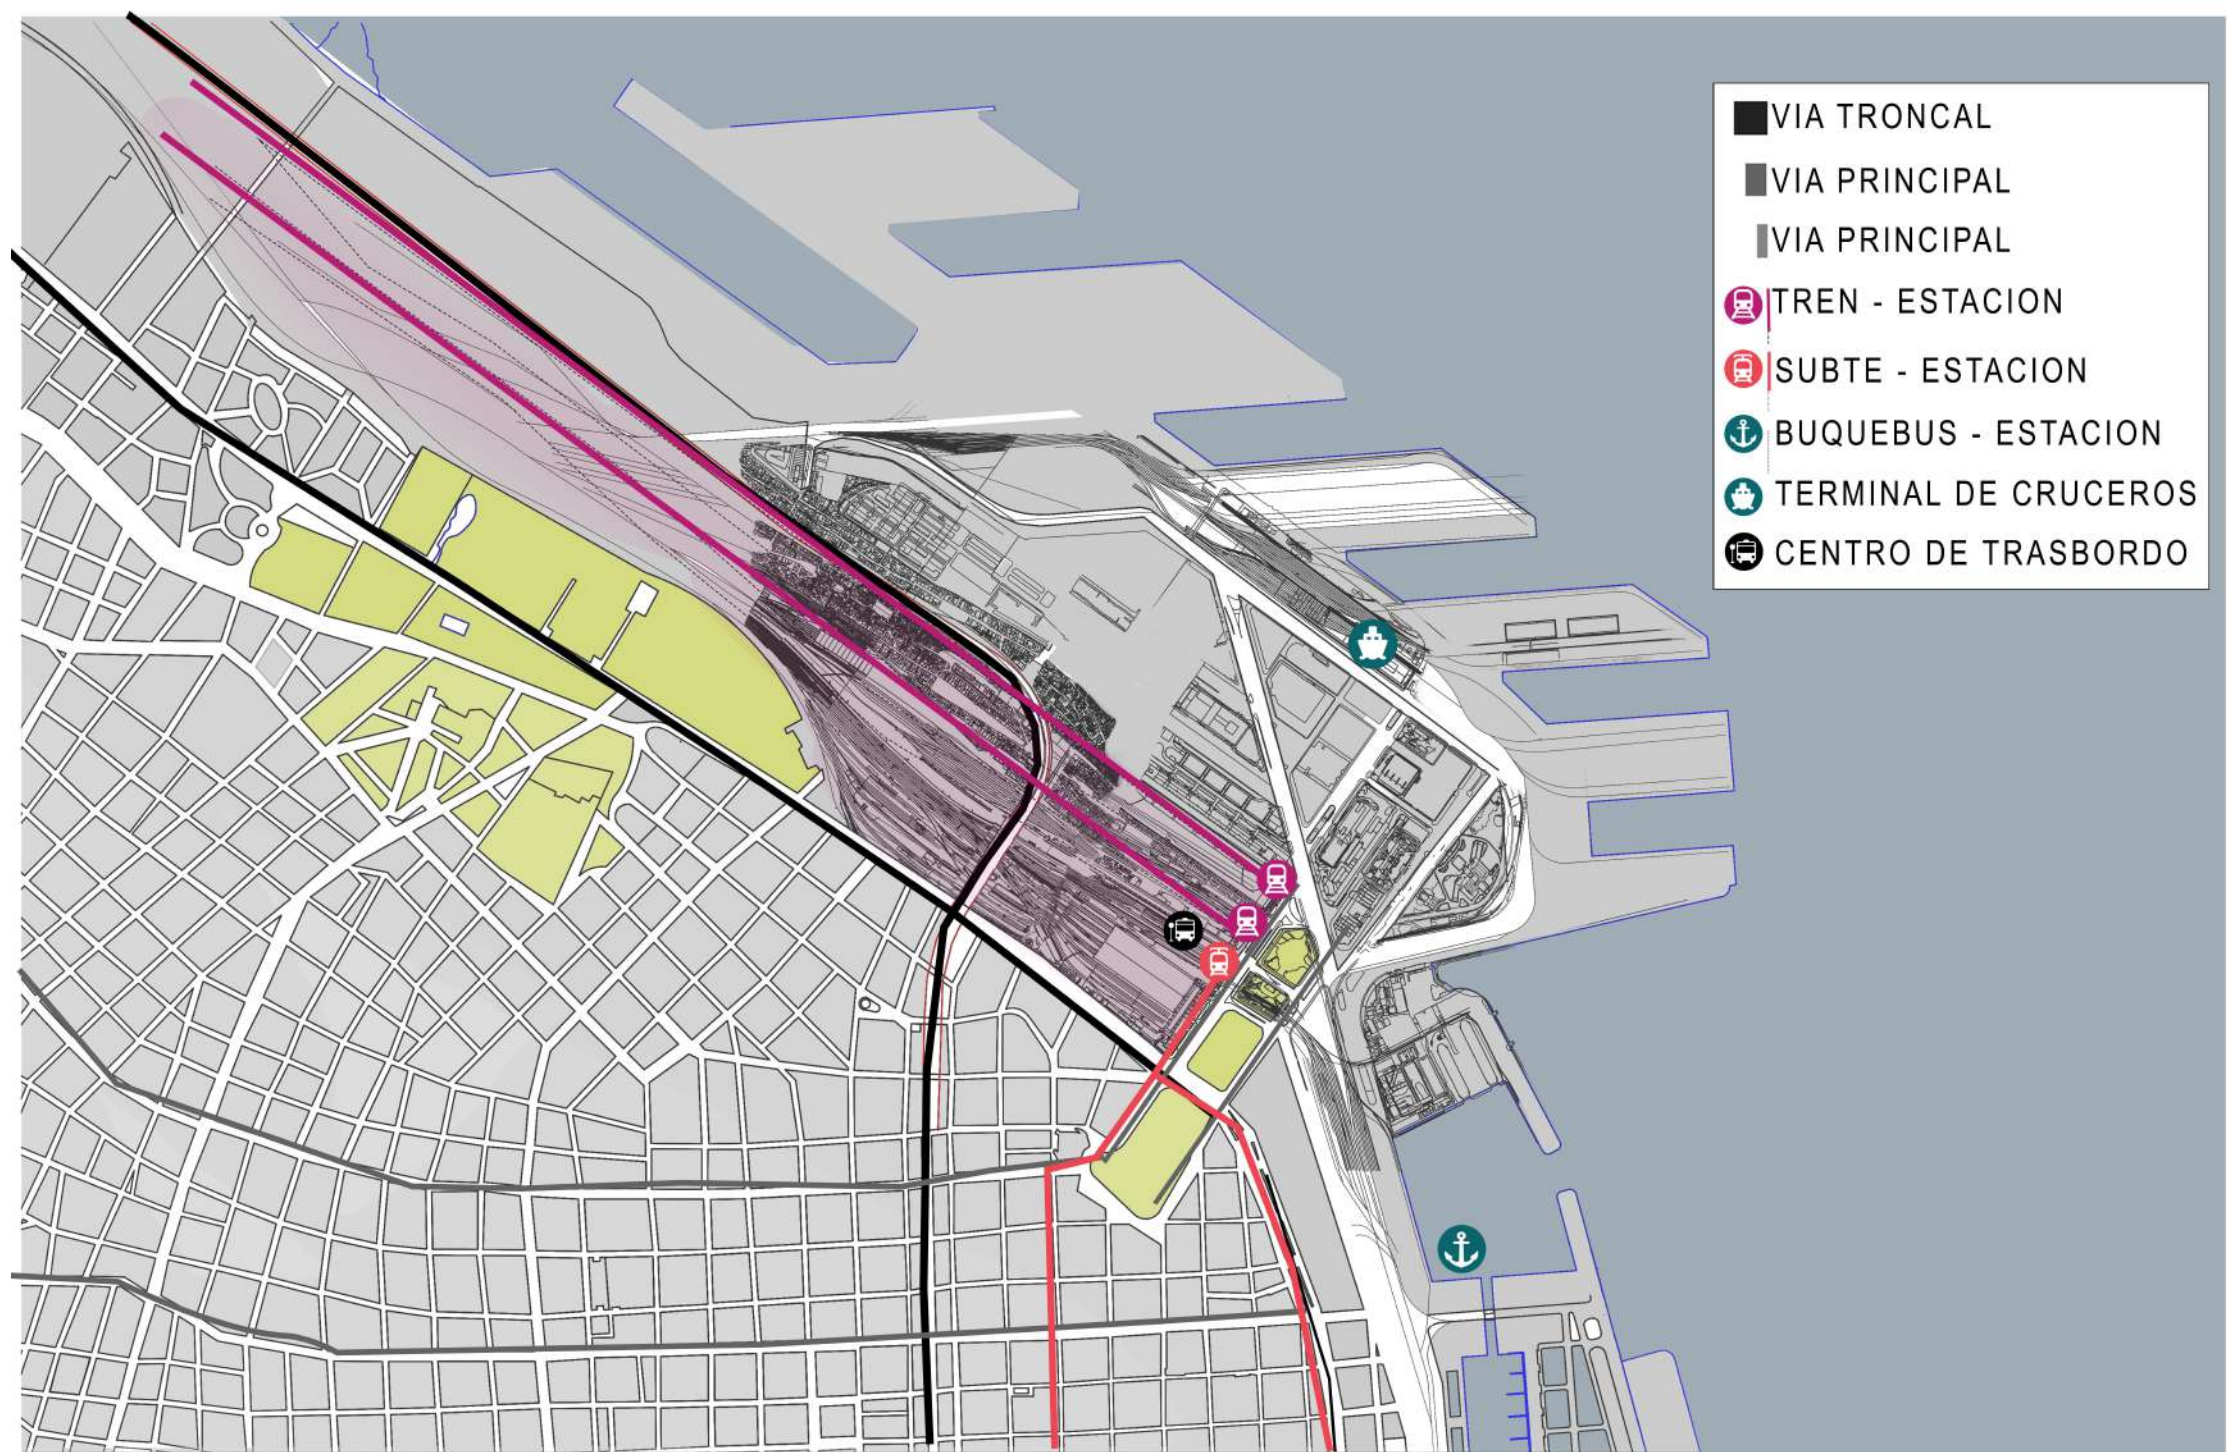 VIA TRONCAL
VIA PRINCIPAL
VIA PRINCIPAL
TREN - ESTACION
SUBTE - ESTACION
BUQUEBUS - ESTACION
TERMINAL DE CRUCEROS
CENTRO DE TRASBORDO